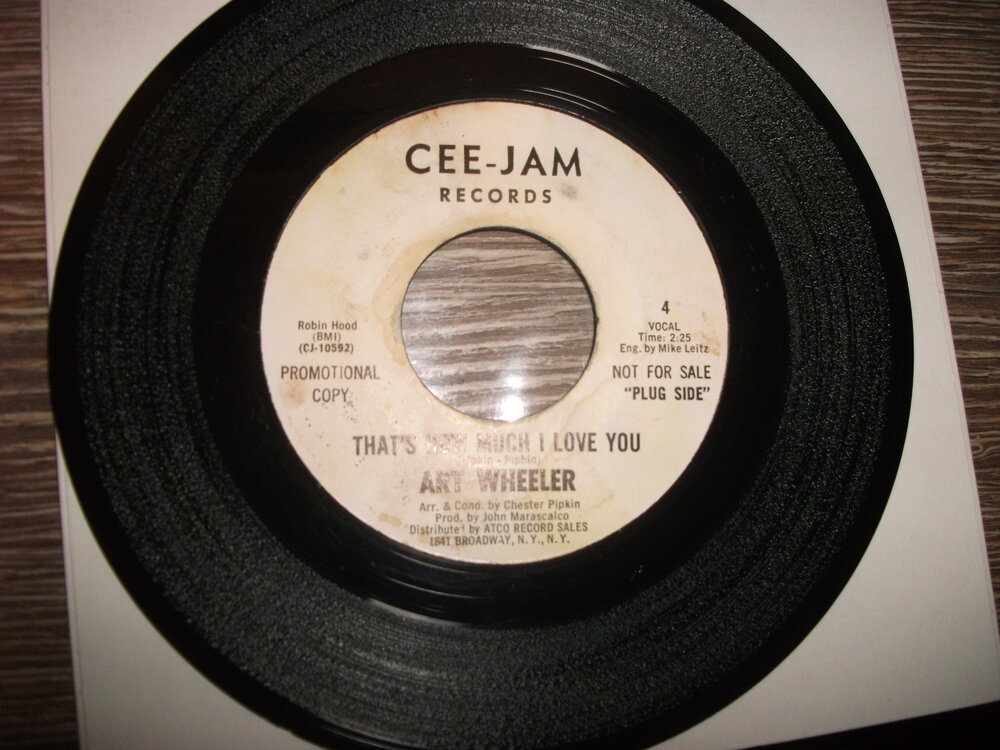 CEE-JAM
RECORDS
Robin Hood
(BMI)
(CJ-10592)
PROMOTIONAL
COPY
4
VOCAL
Time: 2:25
Eng. by Mike Leitz
NOT FOR SALE
"PLUG SIDE"
THAT'S HOW MUCH I LOVE YOU
Pipkin)
ART WHEELER
Arr. & Cond. by Chester Pipkin
Prod. by John Marascalco
Distributed by ATCO RECORD SALES
1841 BROADWAY, N.Y., N.Y.